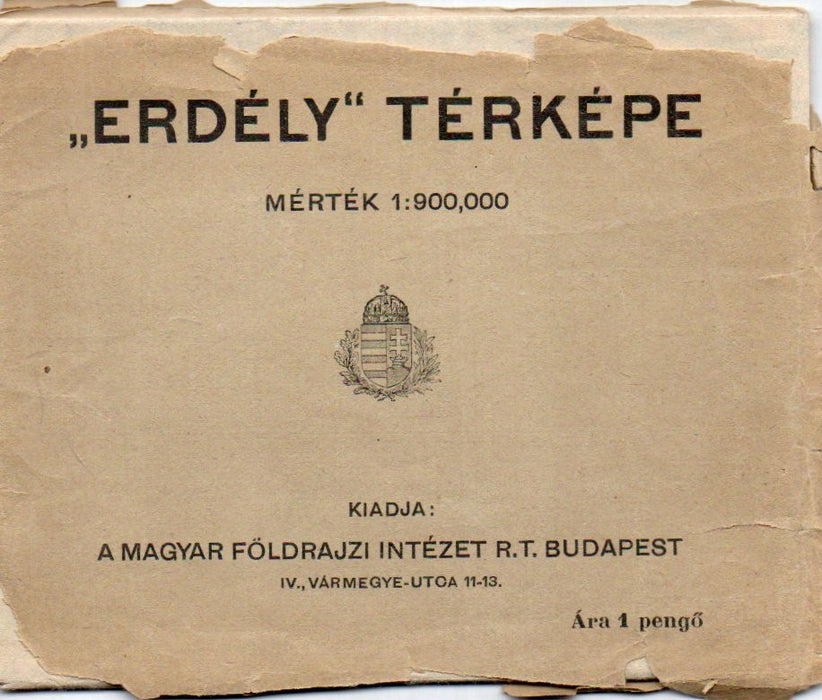 „ERDÉLY“ TÉRKÉPE
MÉRTÉK 1:900,000
KIADJA:
A MAGYAR FÖLDRAJZI INTÉZET R.T. BUDAPEST
IV., VÁRMEGYE-UTCA 11-13.
Ára 1 pengő